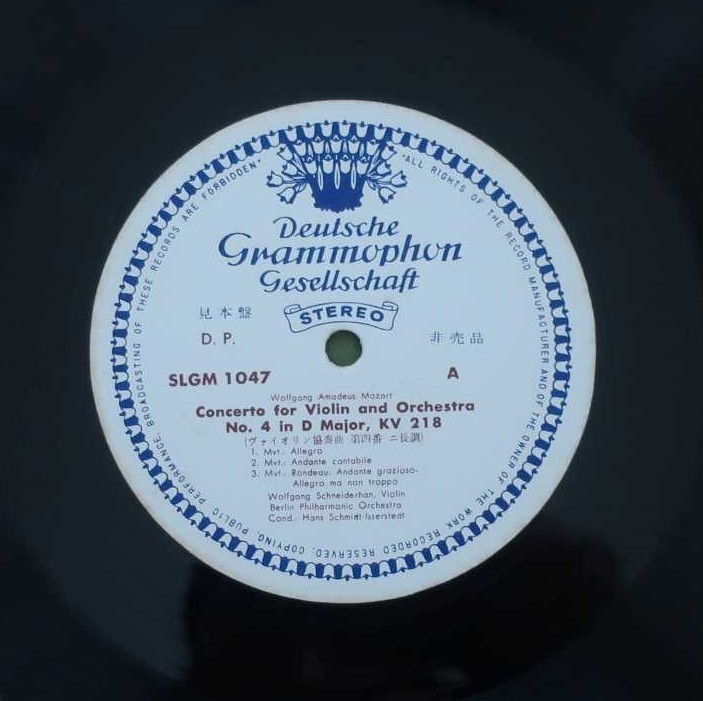 "ALL RIGHTS OF THE RECORD MANUFACTURER AND OF THE OWNER OF THE WORK RECORDED RESERVED. COPYING, PUBLIC PERFORMANCE, BROADCASTING OF THESE RECORDS ARE FORBIDDEN"
Deutsche
Grammophon
Gesellschaft
STEREO
見本盤
D. P.
非売品
SLGM 1047
A
Wolfgang Amadeus Mozart
Concerto for Violin and Orchestra
No. 4 in D Major, KV 218
(ヴァイオリン協奏曲 第四番 ニ長調)
1. Mvt.: Allegro
2. Mvt.: Andante cantabile
3. Mvt.: Rondeau: Andante grazioso-
Allegro ma non troppo
Wolfgang Schneiderhan, Violin
Berlin Philharmonic Orchestra
Cond.: Hans Schmidt-Isserstedt